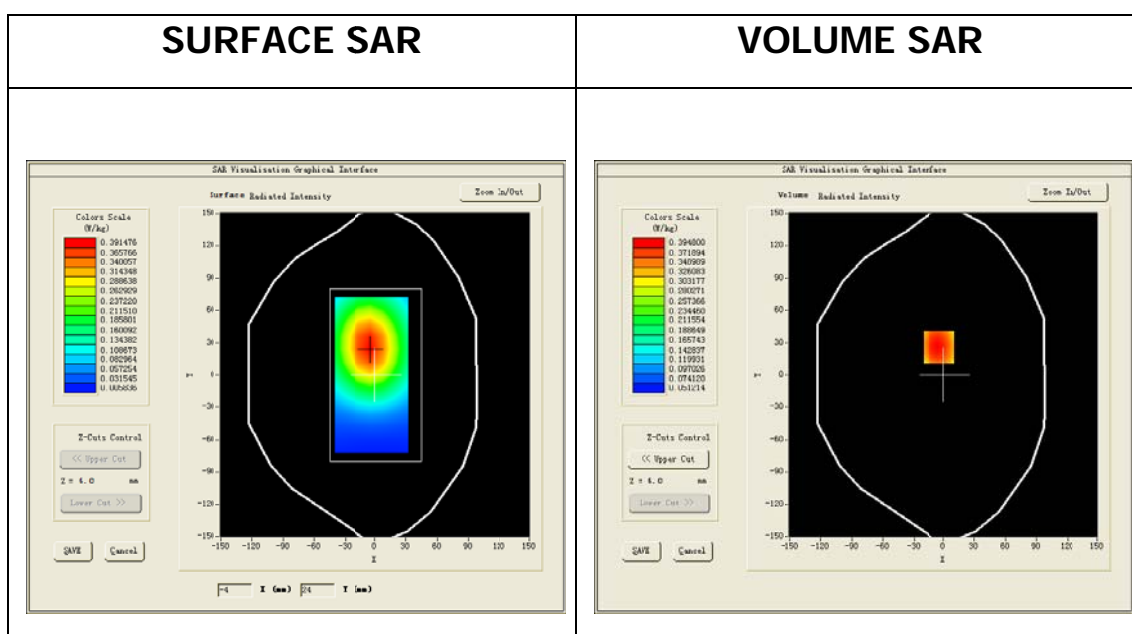 SURFACE SAR
VOLUME SAR
SAR Visualisation Graphical Interface
Surface Radiated Intensity
Zoom In/Out
Colors Scale
(W/kg)
0.391476
0.365766
0.340057
0.314348
0.288638
0.262929
0.237220
0.211510
0.185801
0.160092
0.134382
0.108673
0.082964
0.057254
0.031545
0.005836
150
120
90
60
30
0
-30
-60
-90
-120
-150
Y
-150 -120 -90 -60 -30 0 30 60 90 120 150
X
Z-Cuts Control
<< Upper Cut
Z = 4.0 mm
Lower Cut >>
SAVE Cancel
-4 X (mm) 24 Y (mm)
SAR Visualisation Graphical Interface
Volume Radiated Intensity
Zoom In/Out
Colors Scale
(W/kg)
0.394800
0.371894
0.348989
0.326083
0.303177
0.280271
0.257366
0.234460
0.211554
0.188649
0.165743
0.142837
0.119931
0.097026
0.074120
0.051214
150
120
90
60
30
0
-30
-60
-90
-120
-150
Y
-150 -120 -90 -60 -30 0 30 60 90 120 150
X
Z-Cuts Control
<< Upper Cut
Z = 4.0 mm
Lower Cut >>
SAVE Cancel